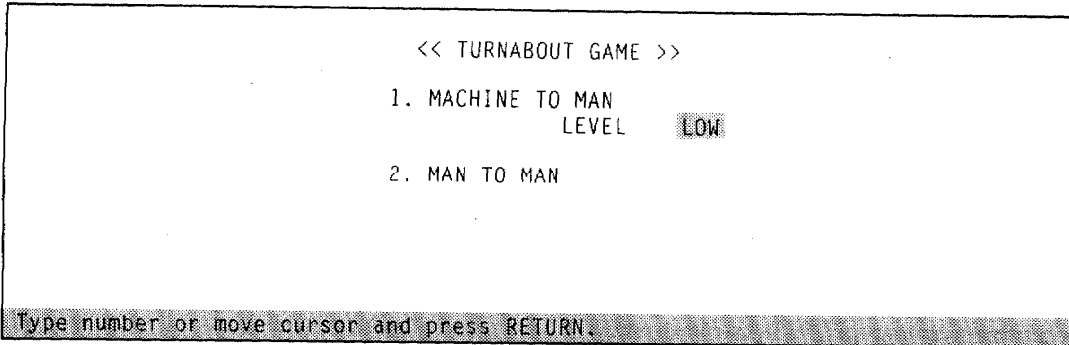 << TURNABOUT GAME >>
1. MACHINE TO MAN
LEVEL LOW
2. MAN TO MAN
Type number or move cursor and press RETURN.